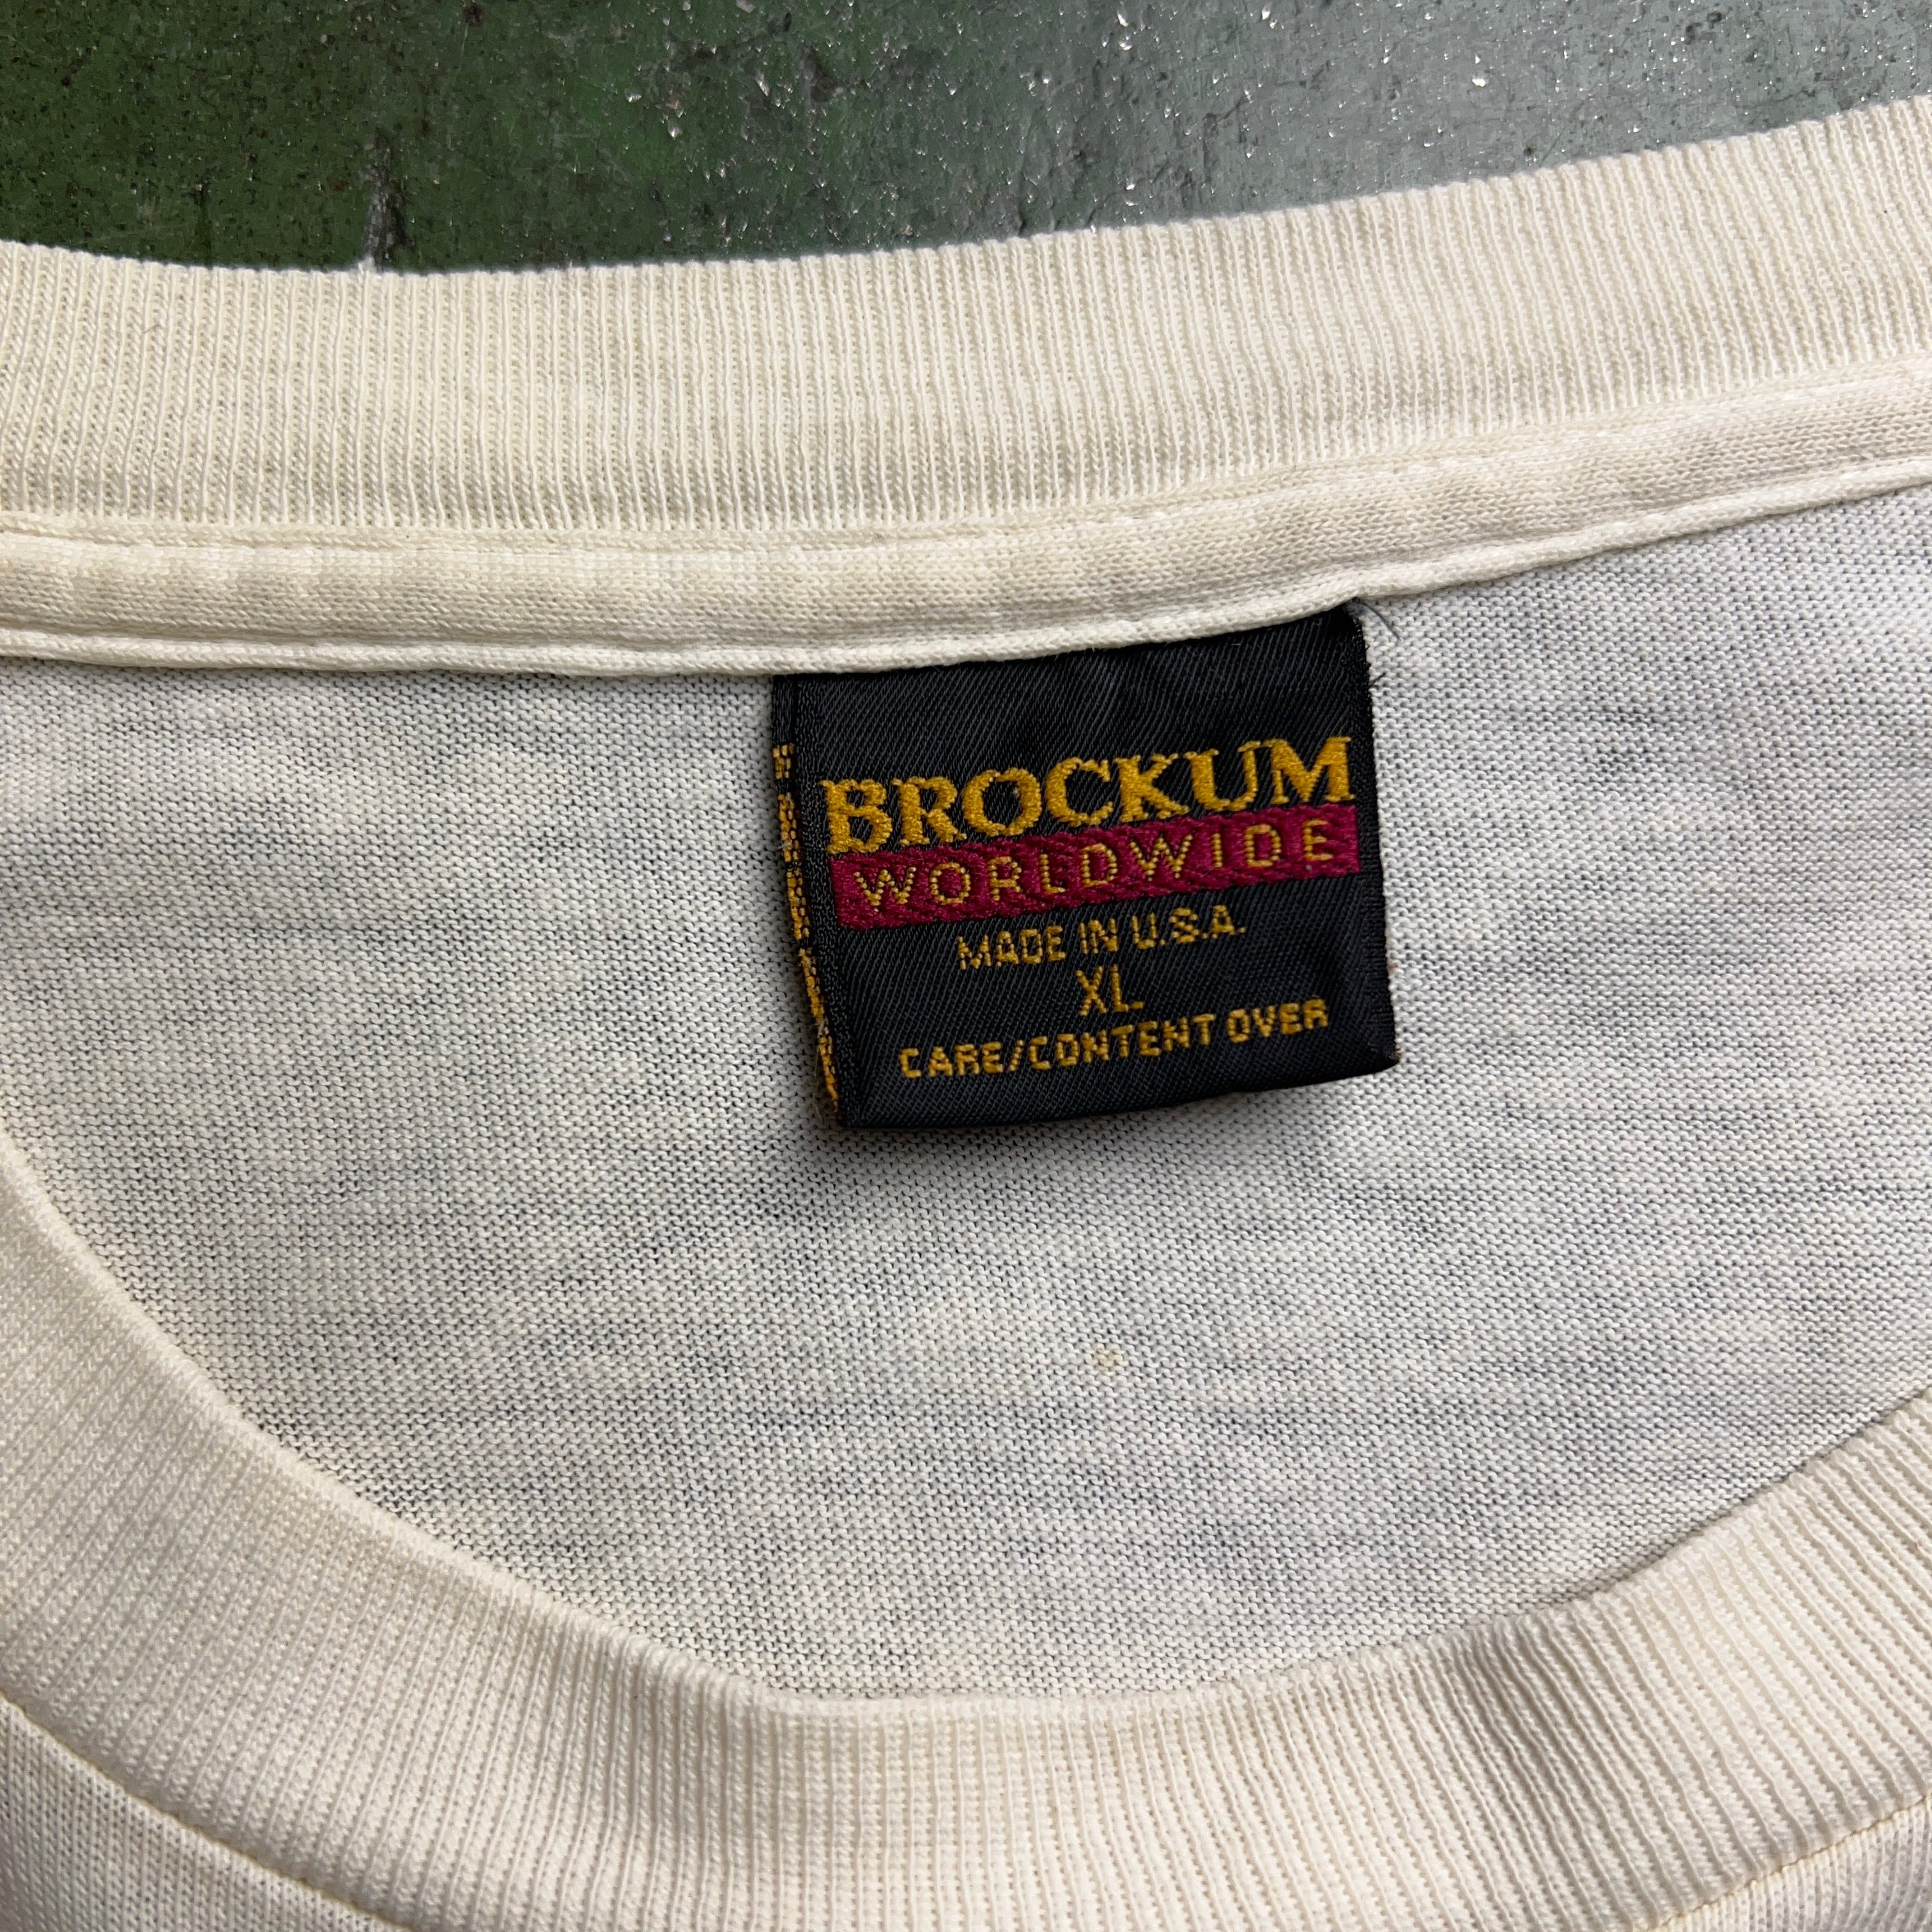 BROCKUM
WORLDWIDE
MADE IN U.S.A.
XL
CARE/CONTENT OVER